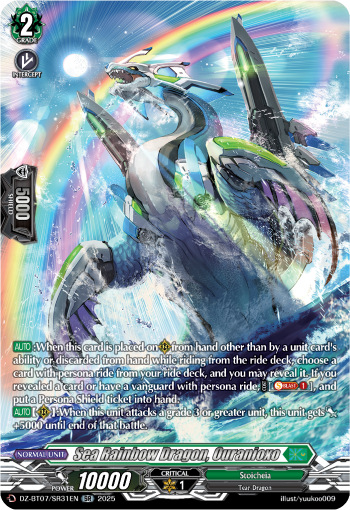 2
GRADE
INTERCEPT
5000
SHIELD
AUTO:When this card is placed on R from hand other than by a unit card's
ability or discarded from hand while riding from the ride deck, choose a
card with persona ride from your ride deck, and you may reveal it. If you
revealed a card or have a vanguard with persona ride, COST [S-BLAST 1], and
put a Persona Shield ticket into hand.
AUTO [R]:When this unit attacks a grade 3 or greater unit, this unit gets
+5000 until end of that battle.
NORMAL UNIT
Sea Rainbow Dragon, Ouranioxo
POWER 10000
CRITICAL
1
Stoicheia
Tear Dragon
D DZ-BT07/SR31EN SR 2025
illust/yuukoo009